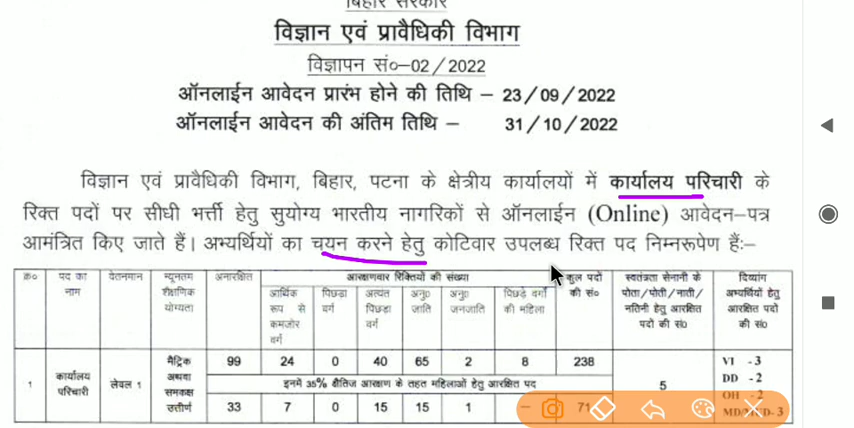 बिहार सरकार
विज्ञान एवं प्रावैधिकी विभाग
विज्ञापन सं०–02 / 2022
ऑनलाईन आवेदन प्रारंभ होने की तिथि – 23 / 09 / 2022
ऑनलाईन आवेदन की अंतिम तिथि – 31 / 10 / 2022
विज्ञान एवं प्रावैधिकी विभाग, बिहार, पटना के क्षेत्रीय कार्यालयों में कार्यालय परिचारी के
रिक्त पदों पर सीधी भर्त्ती हेतु सुयोग्य भारतीय नागरिकों से ऑनलाईन (Online) आवेदन–पत्र
आमंत्रित किए जाते हैं। अभ्यर्थियों का चयन करने हेतु कोटिवार उपलब्ध रिक्त पद निम्नरूपेण हैं:–
क्र० पद का नाम वेतनमान न्यूनतम शैक्षणिक योग्यता अनारक्षित आरक्षणवार रिक्तियों की संख्या कुल पदों की सं० स्वतंत्रता सेनानी के पोता/पोती/नाती/नतिनी हेतु आरक्षित पदों की सं० दिव्यांग अभ्यर्थियों हेतु आरक्षित पदों की सं०
आर्थिक रूप से कमजोर वर्ग पिछडा वर्ग अत्यंत पिछडा वर्ग अनु० जाति अनु० जनजाति पिछड़े वर्गों की महिला
1 कार्यालय परिचारी लेवल 1 मैट्रिक अथवा समकक्ष उत्तीर्ण 99 24 0 40 65 2 8 238 5 VI - 3
DD - 2
OH - 2
इनमें 35% क्षैतिज आरक्षण के तहत महिलाओं हेतु आरक्षित पद
33 7 0 15 15 1 – 71